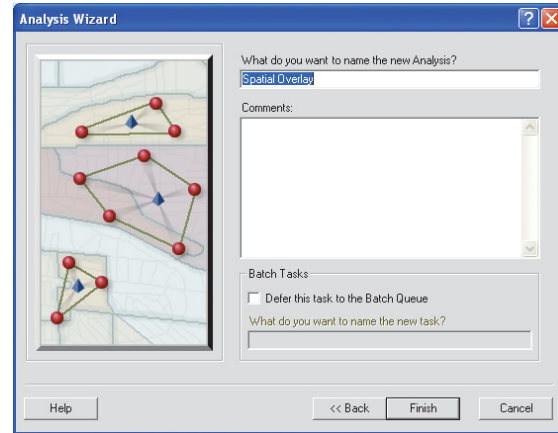 Analysis Wizard
What do you want to name the new Analysis?
Spatial Overlay
Comments:
Batch Tasks
Defer this task to the Batch Queue
What do you want to name the new task?
Help
<< Back
Finish
Cancel